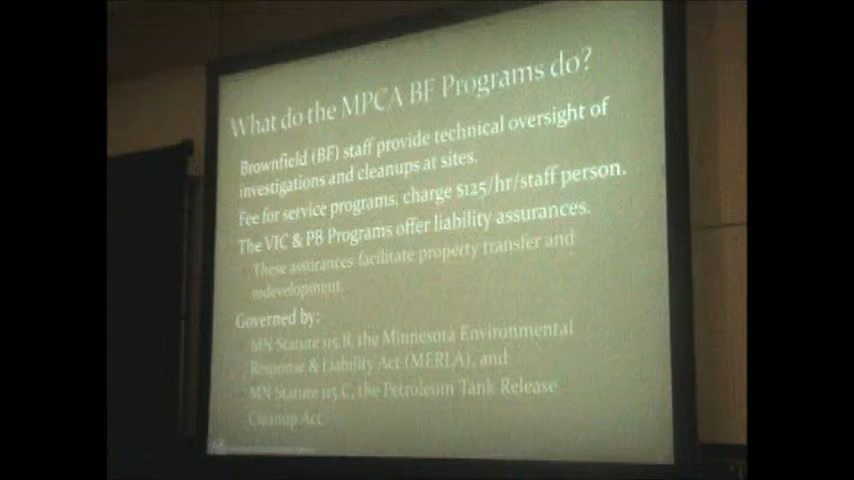 What do the MPCA BF Programs do?
Brownfield (BF) staff provide technical oversight of
investigations and cleanups at sites.
Fee for service programs, charge $125/hr/staff person.
The VIC & PB Programs offer liability assurances.
These assurances facilitate property transfer and
redevelopment.
Governed by:
MN Statute 115 B, the Minnesota Environmental
Response & Liability Act (MERLA), and
MN Statute 115 C, the Petroleum Tank Release
Cleanup Act.